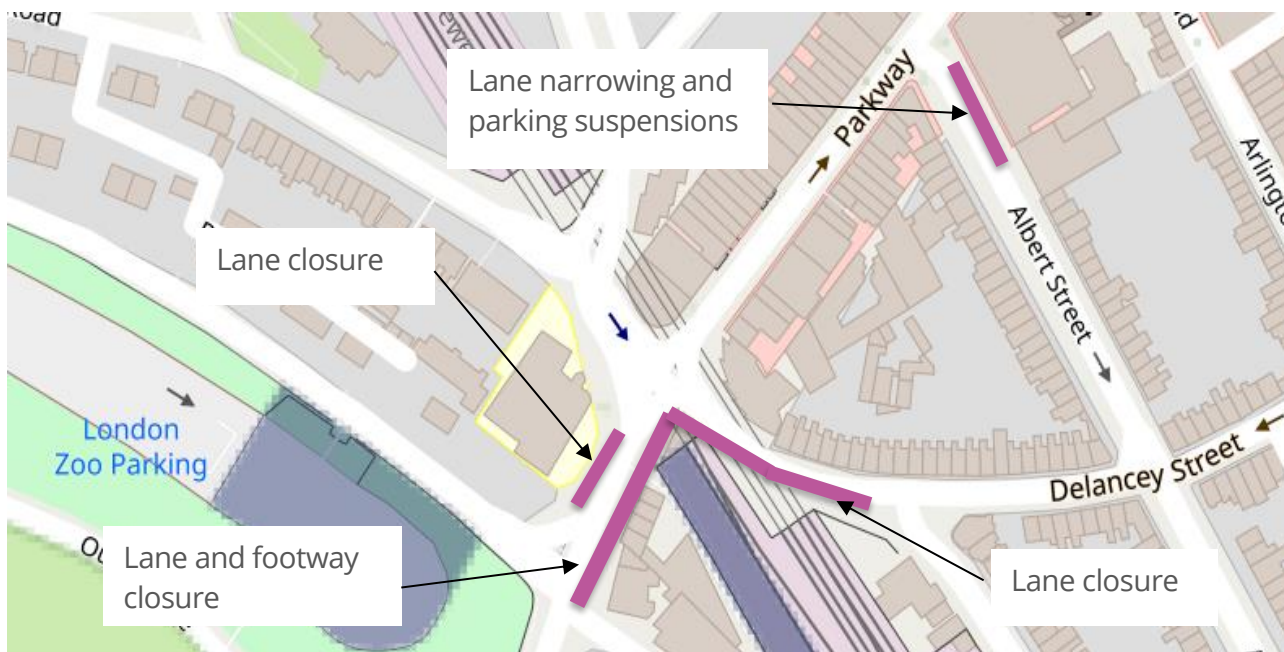 Road
Lane narrowing and
parking suspensions
Parkway
Lane closure
Albert Street
Arlington
London
Zoo Parking
Delancey Street
Lane and footway
closure
Lane closure